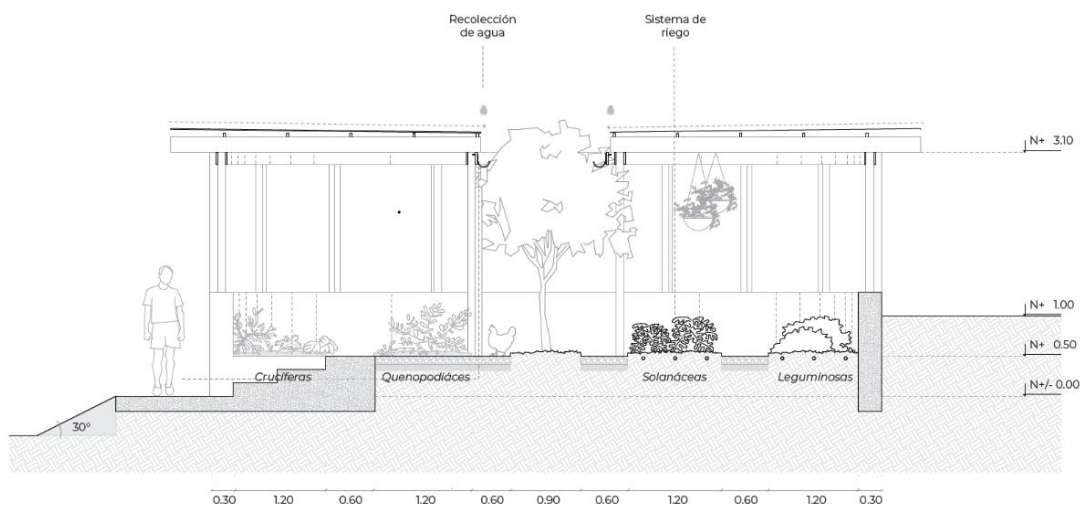 Recolección
de agua
Sistema de
riego
N+ 3.10
N+ 1.00
N+ 0.50
N+/- 0.00
Crucíferas
Quenopodiáces
Solanáceas
Leguminosas
30°
0.30 1.20 0.60 1.20 0.60 0.90 0.60 1.20 0.60 1.20 0.30